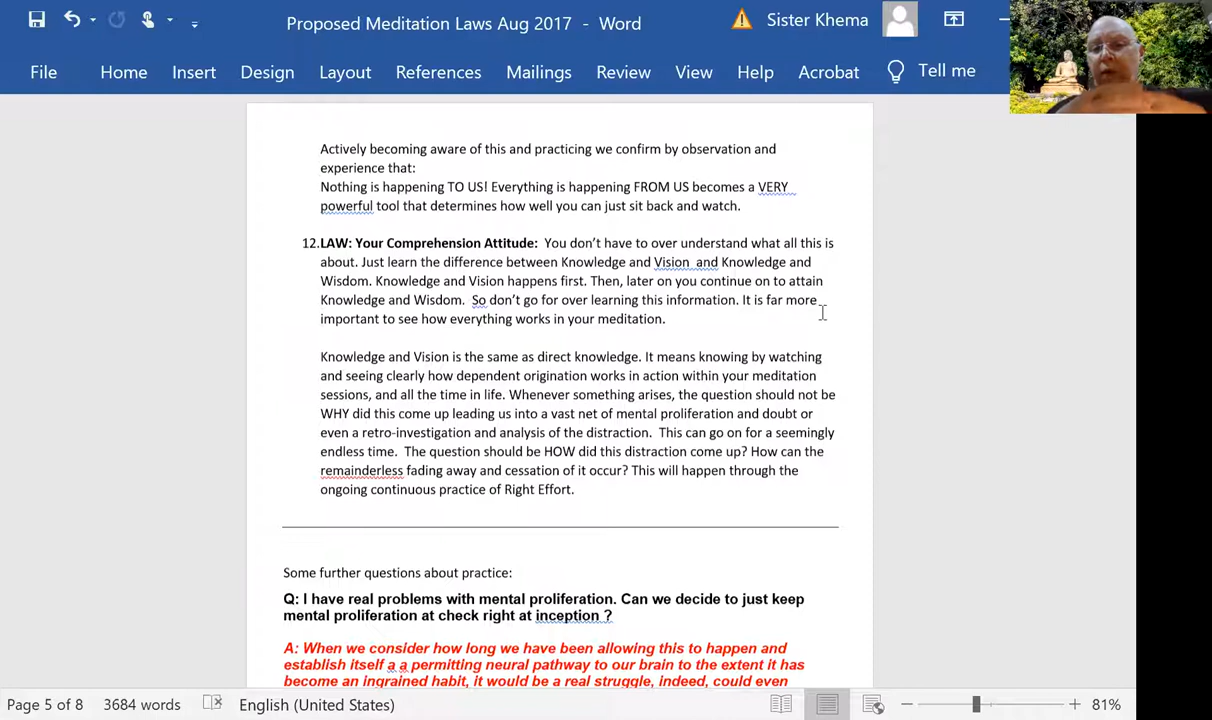 Proposed Meditation Laws Aug 2017 - Word
Sister Khema
File Home Insert Design Layout References Mailings Review View Help Acrobat Tell me
Actively becoming aware of this and practicing we confirm by observation and
experience that:
Nothing is happening TO US! Everything is happening FROM US becomes a VERY
powerful tool that determines how well you can just sit back and watch.
12.LAW: Your Comprehension Attitude: You don't have to over understand what all this is
about. Just learn the difference between Knowledge and Vision and Knowledge and
Wisdom. Knowledge and Vision happens first. Then, later on you continue on to attain
Knowledge and Wisdom. So don't go for over learning this information. It is far more
important to see how everything works in your meditation.
Knowledge and Vision is the same as direct knowledge. It means knowing by watching
and seeing clearly how dependent origination works in action within your meditation
sessions, and all the time in life. Whenever something arises, the question should not be
WHY did this come up leading us into a vast net of mental proliferation and doubt or
even a retro-investigation and analysis of the distraction. This can go on for a seemingly
endless time. The question should be HOW did this distraction come up? How can the
remainderless fading away and cessation of it occur? This will happen through the
ongoing continuous practice of Right Effort.
Some further questions about practice:
Q: I have real problems with mental proliferation. Can we decide to just keep
mental proliferation at check right at inception ?
A: When we consider how long we have been allowing this to happen and
establish itself a a permitting neural pathway to our brain to the extent it has
become an ingrained habit, it would be a real struggle, indeed, could even
Page 5 of 8 3684 words English (United States) 81%